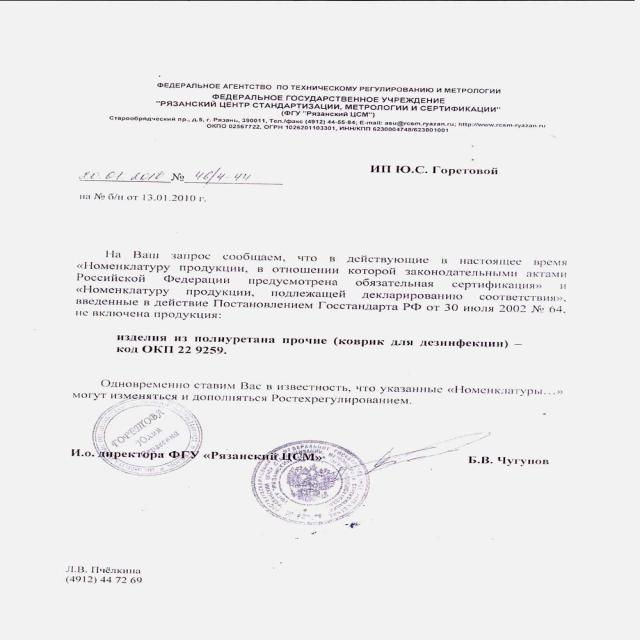 ФЕДЕРАЛЬНОЕ АГЕНТСТВО ПО ТЕХНИЧЕСКОМУ РЕГУЛИРОВАНИЮ И МЕТРОЛОГИИ
ФЕДЕРАЛЬНОЕ ГОСУДАРСТВЕННОЕ УЧРЕЖДЕНИЕ
"РЯЗАНСКИЙ ЦЕНТР СТАНДАРТИЗАЦИИ, МЕТРОЛОГИИ И СЕРТИФИКАЦИИ"
(ФГУ "Рязанский ЦСМ")
Старообрядческий пр., д.5, г. Рязань, 390011, Тел./факс (4912) 44-55-84; E-mail: asu@rcsm.ryazan.ru; http://www.rcsm-ryazan.ru
ОКПО 02567722, ОГРН 1026201103301, ИНН/КПП 6230004748/623001001
20.01 2010 № 46/4-44
ИП Ю.С. Горетовой
на № б/н от 13.01.2010 г.
На Ваш запрос сообщаем, что в действующие в настоящее время
«Номенклатуру продукции, в отношении которой законодательными актами
Российской Федерации предусмотрена обязательная сертификация» и
«Номенклатуру продукции, подлежащей декларированию соответствия»,
введенные в действие Постановлением Госстандарта РФ от 30 июля 2002 № 64,
не включена продукция:
изделия из полиуретана прочие (коврик для дезинфекции) –
код ОКП 22 9259.
Одновременно ставим Вас в известность, что указанные «Номенклатуры…»
могут изменяться и дополняться Ростехрегулированием.
ГОРЕТОВА
Юлия
И.о. директора ФГУ «Рязанский ЦСМ»
Б.В. Чугунов
Л.В. Пчёлкина
(4912) 44 72 69